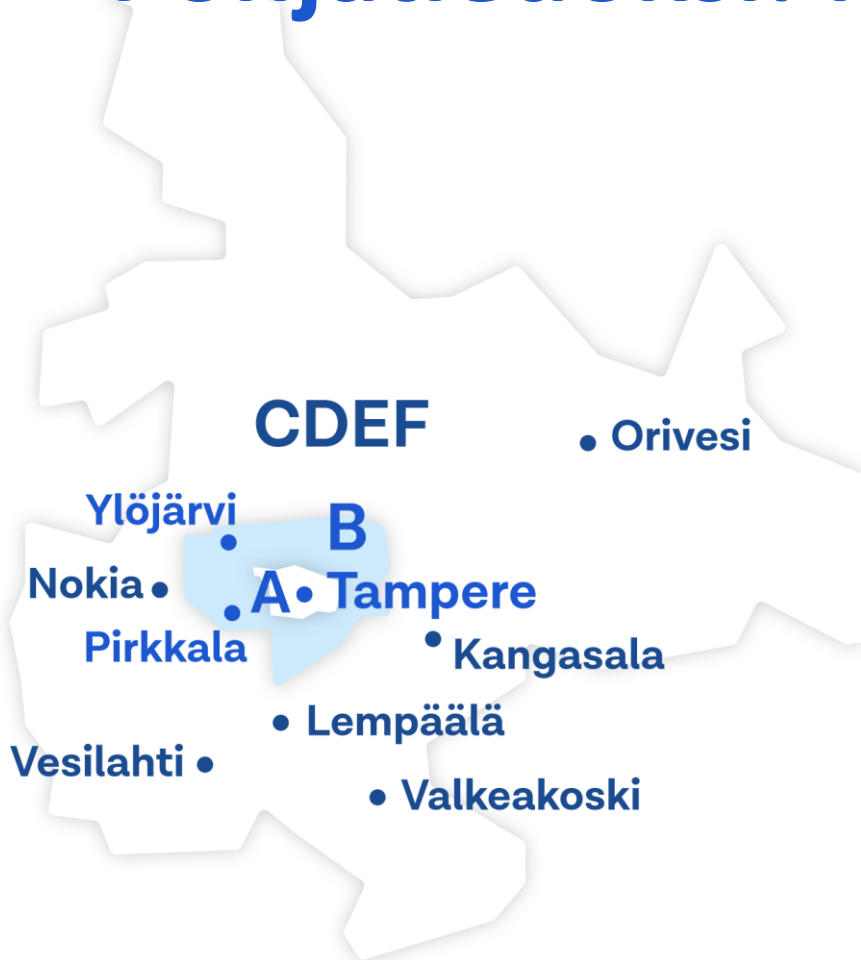 CDEF
Orivesi
Ylöjärvi
B
Nokia
A
Tampere
Pirkkala
Kangasala
Lempäälä
Vesilahti
Valkeakoski